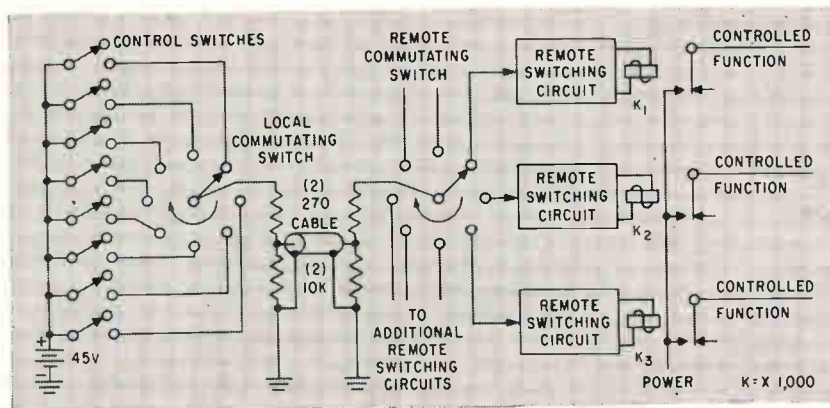 CONTROL SWITCHES
LOCAL
COMMUTATING
SWITCH
(2)
270
CABLE
(2)
10K
+
45V
-
REMOTE
COMMUTATING
SWITCH
TO
ADDITIONAL
REMOTE
SWITCHING
CIRCUITS
REMOTE
SWITCHING
CIRCUIT
K1
CONTROLLED
FUNCTION
REMOTE
SWITCHING
CIRCUIT
K2
CONTROLLED
FUNCTION
REMOTE
SWITCHING
CIRCUIT
K3
CONTROLLED
FUNCTION
POWER
K=X 1,000